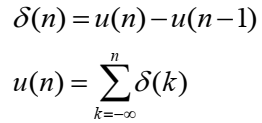 δ(n) = u(n) − u(n−1)
u(n) = ∑_{k=−∞}^{n} δ(k)